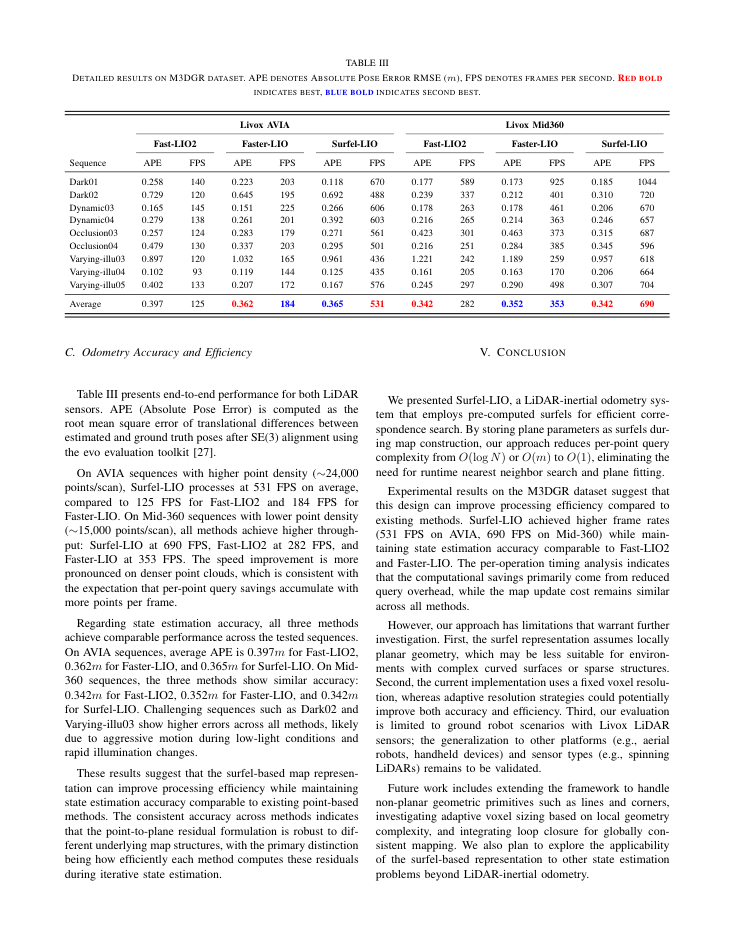 TABLE III
DETAILED RESULTS ON M3DGR DATASET. APE DENOTES ABSOLUTE POSE ERROR RMSE (m), FPS DENOTES FRAMES PER SECOND. RED BOLD
INDICATES BEST, BLUE BOLD INDICATES SECOND BEST.
Livox AVIA Livox Mid360
Fast-LIO2 Faster-LIO Surfel-LIO Fast-LIO2 Faster-LIO Surfel-LIO
Sequence APE FPS APE FPS APE FPS APE FPS APE FPS APE FPS
Dark01 0.258 140 0.223 203 0.118 670 0.177 589 0.173 925 0.185 1044
Dark02 0.729 120 0.645 195 0.692 488 0.239 337 0.212 401 0.310 720
Dynamic03 0.165 145 0.151 225 0.266 606 0.178 263 0.178 461 0.206 670
Dynamic04 0.279 138 0.261 201 0.392 603 0.216 265 0.214 363 0.246 657
Occlusion03 0.257 124 0.283 179 0.271 561 0.423 301 0.463 373 0.315 687
Occlusion04 0.479 130 0.337 203 0.295 501 0.216 251 0.284 385 0.345 596
Varying-illu03 0.897 120 1.032 165 0.961 436 1.221 242 1.189 259 0.957 618
Varying-illu04 0.102 93 0.119 144 0.125 435 0.161 205 0.163 170 0.206 664
Varying-illu05 0.402 133 0.207 172 0.167 576 0.245 297 0.290 498 0.307 704
Average 0.397 125 0.362 184 0.365 531 0.342 282 0.352 353 0.342 690
C. Odometry Accuracy and Efficiency
Table III presents end-to-end performance for both LiDAR
sensors. APE (Absolute Pose Error) is computed as the
root mean square error of translational differences between
estimated and ground truth poses after SE(3) alignment using
the evo evaluation toolkit [27].
On AVIA sequences with higher point density (∼24,000
points/scan), Surfel-LIO processes at 531 FPS on average,
compared to 125 FPS for Fast-LIO2 and 184 FPS for
Faster-LIO. On Mid-360 sequences with lower point density
(∼15,000 points/scan), all methods achieve higher through-
put: Surfel-LIO at 690 FPS, Fast-LIO2 at 282 FPS, and
Faster-LIO at 353 FPS. The speed improvement is more
pronounced on denser point clouds, which is consistent with
the expectation that per-point query savings accumulate with
more points per frame.
Regarding state estimation accuracy, all three methods
achieve comparable performance across the tested sequences.
On AVIA sequences, average APE is 0.397m for Fast-LIO2,
0.362m for Faster-LIO, and 0.365m for Surfel-LIO. On Mid-
360 sequences, the three methods show similar accuracy:
0.342m for Fast-LIO2, 0.352m for Faster-LIO, and 0.342m
for Surfel-LIO. Challenging sequences such as Dark02 and
Varying-illu03 show higher errors across all methods, likely
due to aggressive motion during low-light conditions and
rapid illumination changes.
These results suggest that the surfel-based map represen-
tation can improve processing efficiency while maintaining
state estimation accuracy comparable to existing point-based
methods. The consistent accuracy across methods indicates
that the point-to-plane residual formulation is robust to dif-
ferent underlying map structures, with the primary distinction
being how efficiently each method computes these residuals
during iterative state estimation.
V. CONCLUSION
We presented Surfel-LIO, a LiDAR-inertial odometry sys-
tem that employs pre-computed surfels for efficient corre-
spondence search. By storing plane parameters as surfels dur-
ing map construction, our approach reduces per-point query
complexity from O(log N) or O(m) to O(1), eliminating the
need for runtime nearest neighbor search and plane fitting.
Experimental results on the M3DGR dataset suggest that
this design can improve processing efficiency compared to
existing methods. Surfel-LIO achieved higher frame rates
(531 FPS on AVIA, 690 FPS on Mid-360) while main-
taining state estimation accuracy comparable to Fast-LIO2
and Faster-LIO. The per-operation timing analysis indicates
that the computational savings primarily come from reduced
query overhead, while the map update cost remains similar
across all methods.
However, our approach has limitations that warrant further
investigation. First, the surfel representation assumes locally
planar geometry, which may be less suitable for environ-
ments with complex curved surfaces or sparse structures.
Second, the current implementation uses a fixed voxel resolu-
tion, whereas adaptive resolution strategies could potentially
improve both accuracy and efficiency. Third, our evaluation
is limited to ground robot scenarios with Livox LiDAR
sensors; the generalization to other platforms (e.g., aerial
robots, handheld devices) and sensor types (e.g., spinning
LiDARs) remains to be validated.
Future work includes extending the framework to handle
non-planar geometric primitives such as lines and corners,
investigating adaptive voxel sizing based on local geometry
complexity, and integrating loop closure for globally con-
sistent mapping. We also plan to explore the applicability
of the surfel-based representation to other state estimation
problems beyond LiDAR-inertial odometry.